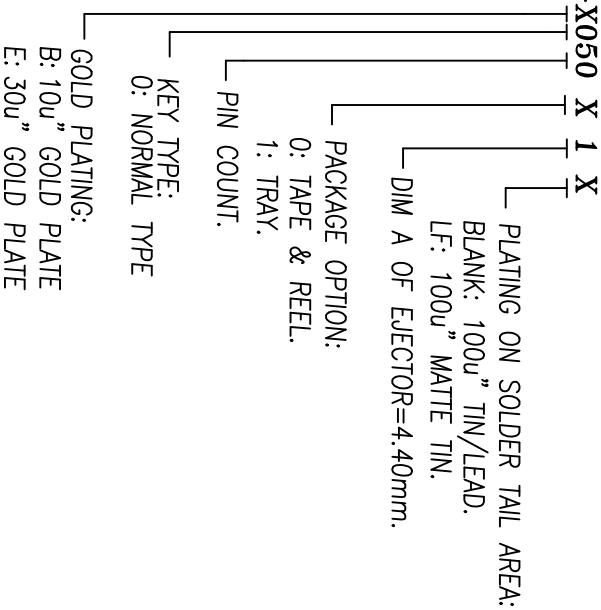 X050 X 1 X
PLATING ON SOLDER TAIL AREA:
BLANK: 100u" TIN/LEAD.
LF: 100u" MATTE TIN.
DIM A OF EJECTOR=4.40mm.
PACKAGE OPTION:
0: TAPE & REEL.
1: TRAY.
PIN COUNT.
KEY TYPE:
0: NORMAL TYPE
GOLD PLATING:
B: 10u" GOLD PLATE
E: 30u" GOLD PLATE